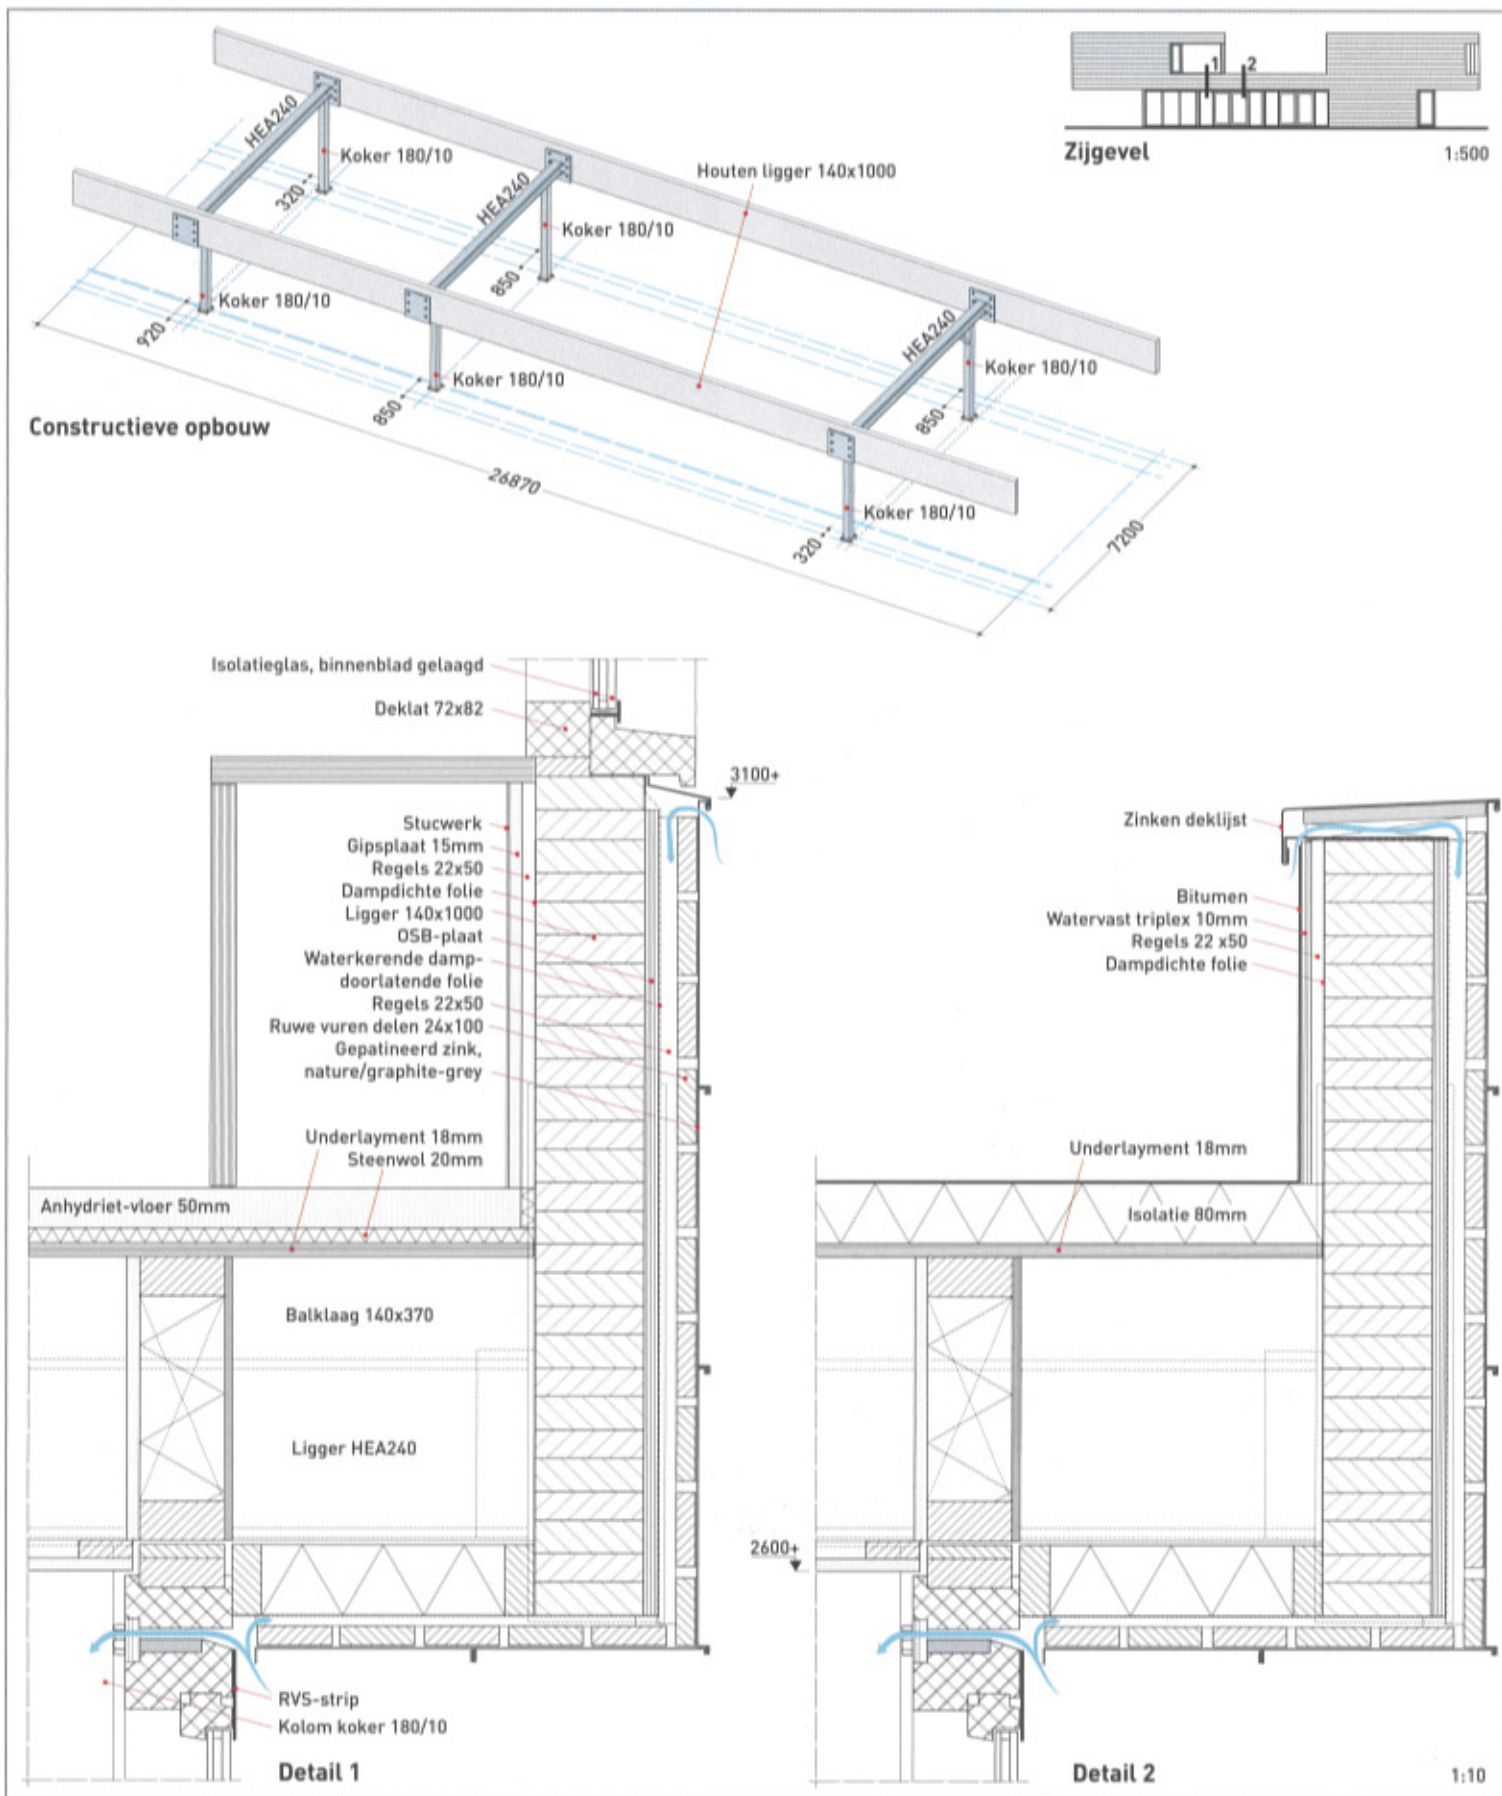 1
2
Zijgevel
1:500
HEA240
Koker 180/10
320
HEA240
Houten ligger 140x1000
Koker 180/10
850
Koker 180/10
920
HEA240
Koker 180/10
Koker 180/10
850
850
Constructieve opbouw
26870
Koker 180/10
320
7200
Isolatieglas, binnenblad gelaagd
Deklat 72x82
3100+
Stucwerk
Gipsplaat 15mm
Regels 22x50
Dampdichte folie
Ligger 140x1000
OSB-plaat
Waterkerende damp-
doorlatende folie
Regels 22x50
Ruwe vuren delen 24x100
Gepatineerd zink,
nature/graphite-grey
Underlayment 18mm
Steenwol 20mm
Anhydriet-vloer 50mm
Balklaag 140x370
Ligger HEA240
RVS-strip
Kolom koker 180/10
Detail 1
Zinken deklijst
Bitumen
Watervast triplex 10mm
Regels 22 x50
Dampdichte folie
Underlayment 18mm
Isolatie 80mm
2600+
Detail 2
1:10